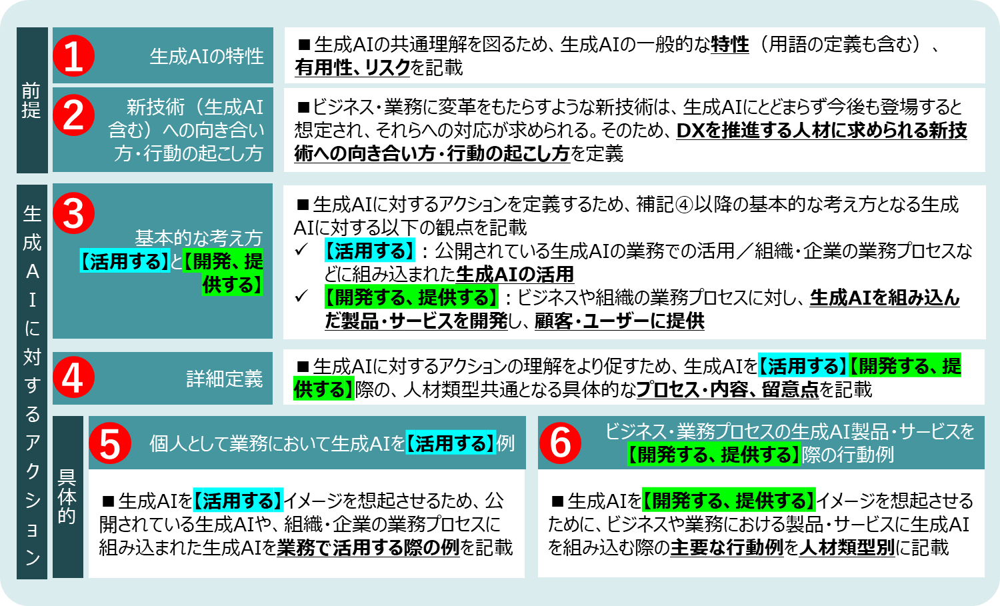 前提
1
生成AIの特性
■生成AIの共通理解を図るため、生成AIの一般的な特性（用語の定義も含む）、
有用性、リスクを記載
2
新技術（生成AI
含む）への向き合い
方・行動の起こし方
■ビジネス・業務に変革をもたらすような新技術は、生成AIにとどまらず今後も登場すると
想定され、それらへの対応が求められる。そのため、DXを推進する人材に求められる新技
術への向き合い方・行動の起こし方を定義
生成AIに対するアクション
3
基本的な考え方
【活用する】と【開発、提
供する】
■生成AIに対するアクションを定義するため、補記④以降の基本的な考え方となる生成
AIに対する以下の観点を記載
✓ 【活用する】：公開されている生成AIの業務での活用／組織・企業の業務プロセスな
どに組み込まれた生成AIの活用
✓ 【開発する、提供する】：ビジネスや組織の業務プロセスに対し、生成AIを組み込ん
だ製品・サービスを開発し、顧客・ユーザーに提供
4
詳細定義
■生成AIに対するアクションの理解をより促すため、生成AIを【活用する】【開発する、提
供する】際の、人材類型共通となる具体的なプロセス・内容、留意点を記載
具体的
5
個人として業務において生成AIを【活用する】例
■生成AIを【活用する】イメージを想起させるため、公
開されている生成AIや、組織・企業の業務プロセスに
組み込まれた生成AIを業務で活用する際の例を記載
6
ビジネス・業務プロセスの生成AI製品・サービスを
【開発する、提供する】際の行動例
■生成AIを【開発する、提供する】イメージを想起させる
ために、ビジネスや業務における製品・サービスに生成AI
を組み込む際の主要な行動例を人材類型別に記載